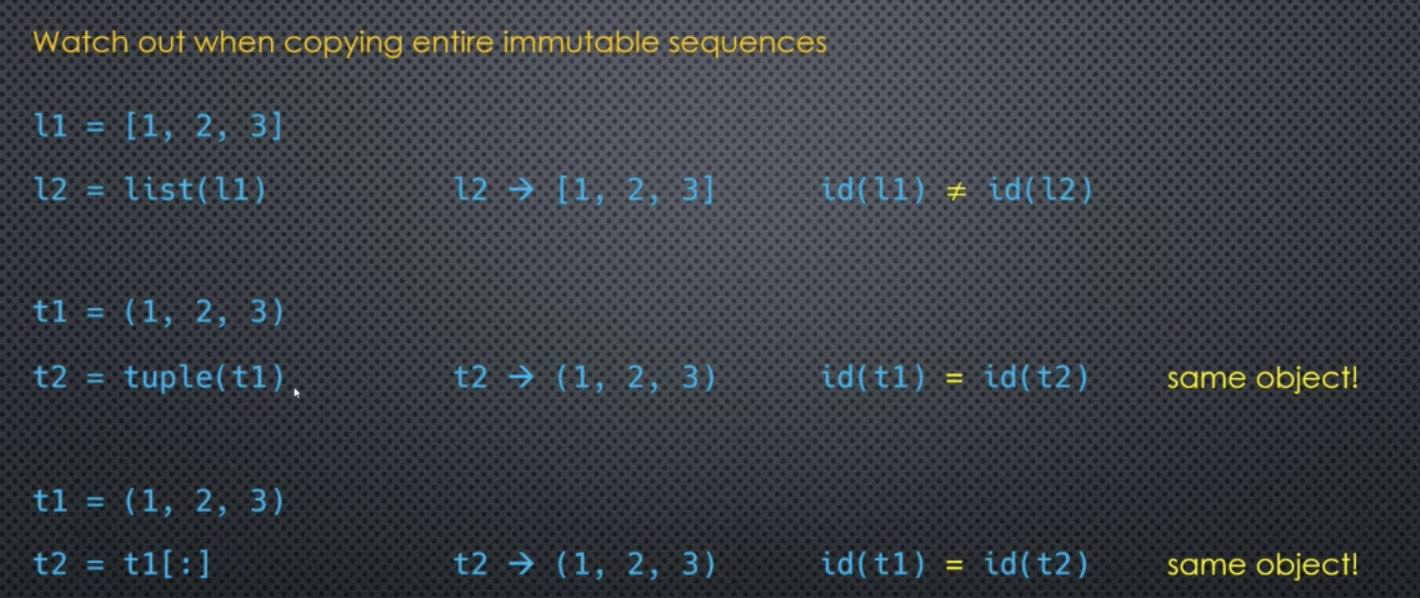 Watch out when copying entire immutable sequences
l1 = [1, 2, 3]
l2 = list(l1) l2 → [1, 2, 3] id(l1) ≠ id(l2)
t1 = (1, 2, 3)
t2 = tuple(t1) t2 → (1, 2, 3) id(t1) = id(t2) same object!
t1 = (1, 2, 3)
t2 = t1[:] t2 → (1, 2, 3) id(t1) = id(t2) same object!